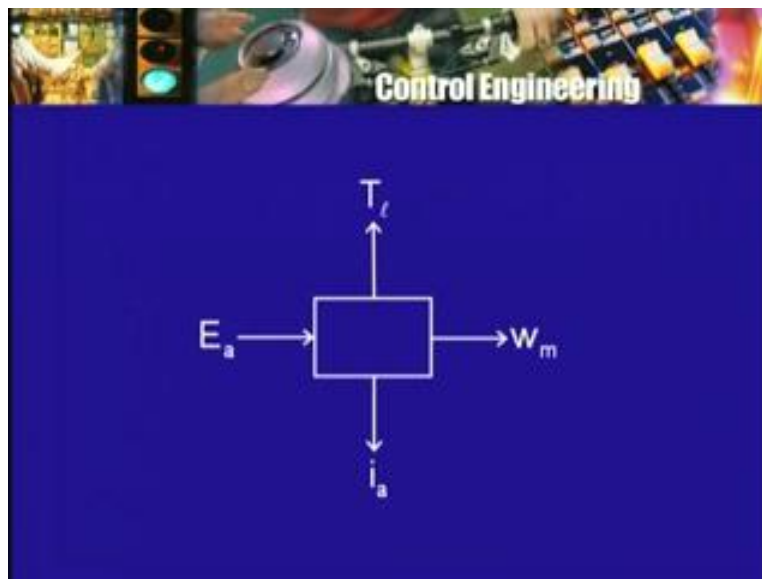 Control Engineering
Tℓ
Ea
wm
ia